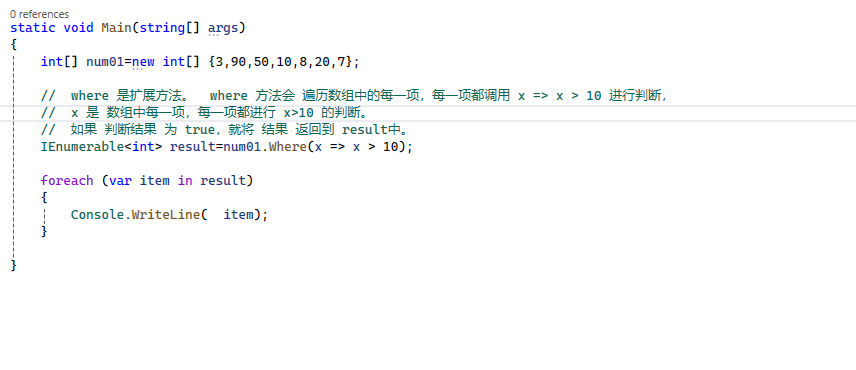 0 references
static void Main(string[] args)
{
int[] num01=new int[] {3,90,50,10,8,20,7};
// where 是扩展方法。 where 方法会 遍历数组中的每一项，每一项都调用 x => x > 10 进行判断，
// x 是 数组中每一项，每一项都进行 x>10 的判断。
// 如果 判断结果 为 true，就将 结果 返回到 result中。
IEnumerable<int> result=num01.Where(x => x > 10);
foreach (var item in result)
{
Console.WriteLine( item);
}
}